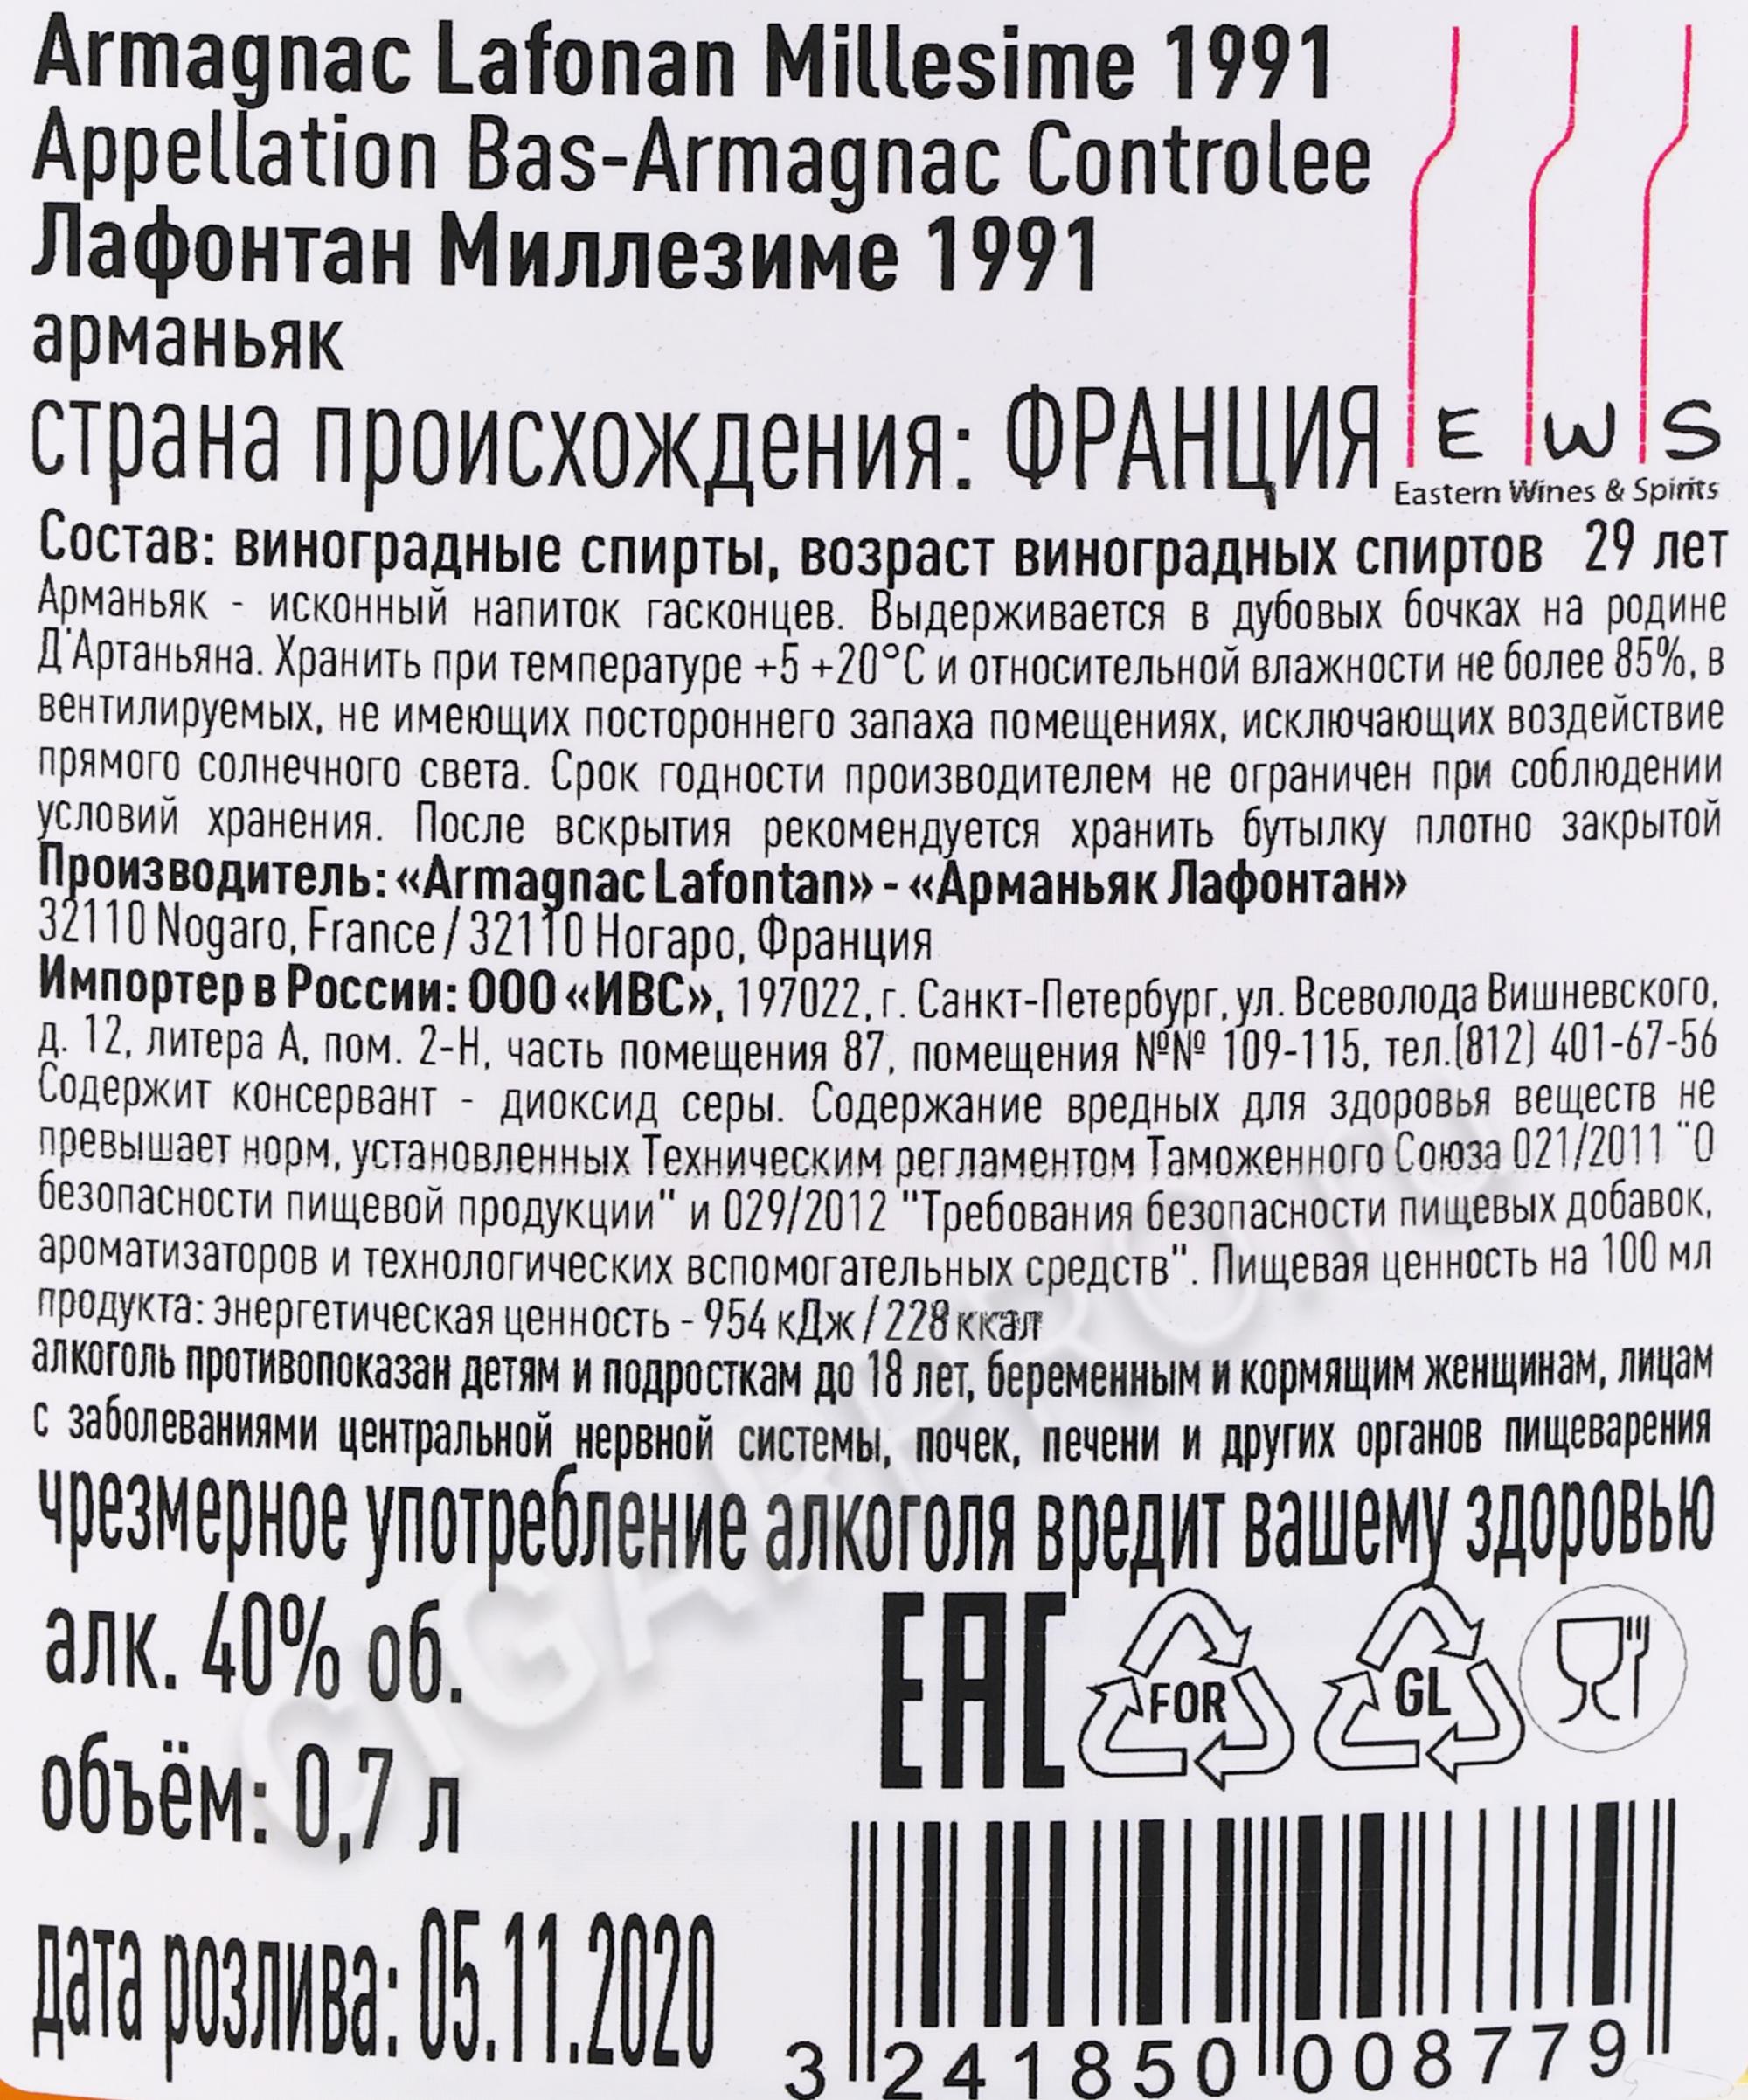 Armagnac Lafonan Millesime 1991
Appellation Bas-Armagnac Controlee
Лафонтан Миллезиме 1991
арманьяк
страна происхождения: ФРАНЦИЯ
E W S
Eastern Wines & Spirits
Состав: виноградные спирты, возраст виноградных спиртов 29 лет
Арманьяк - исконный напиток гасконцев. Выдерживается в дубовых бочках на родине
Д'Артаньяна. Хранить при температуре +5 +20°С и относительной влажности не более 85%, в
вентилируемых, не имеющих постороннего запаха помещениях, исключающих воздействие
прямого солнечного света. Срок годности производителем не ограничен при соблюдении
условий хранения. После вскрытия рекомендуется хранить бутылку плотно закрытой
Производитель: «Armagnac Lafontan» - «Арманьяк Лафонтан»
32110 Nogaro, France / 32110 Ногаро, Франция
Импортер в России: ООО «ИВС», 197022, г. Санкт-Петербург, ул. Всеволода Вишневского,
д. 12, литера А, пом. 2-Н, часть помещения 87, помещения №№ 109-115, тел.(812) 401-67-56
Содержит консервант - диоксид серы. Содержание вредных для здоровья веществ не
превышает норм, установленных Техническим регламентом Таможенного Союза 021/2011 "О
безопасности пищевой продукции" и 029/2012 "Требования безопасности пищевых добавок,
ароматизаторов и технологических вспомогательных средств". Пищевая ценность на 100 мл
продукта: энергетическая ценность - 954 кДж / 228 ккал
алкоголь противопоказан детям и подросткам до 18 лет, беременным и кормящим женщинам, лицам
с заболеваниями центральной нервной системы, почек, печени и других органов пищеварения
чрезмерное употребление алкоголя вредит вашему здоровью
алк. 40% об.
EAC FOR GL
объём: 0,7 л
дата розлива: 05.11.2020
3 241850 008779
CIGARPRO.RU